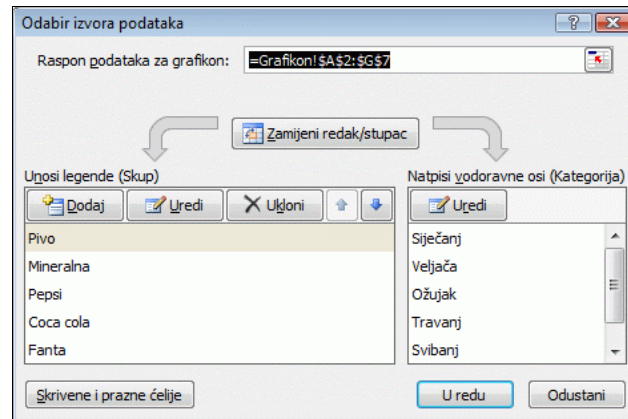 Odabir izvora podataka
Raspon podataka za grafikon: =Grafikon!$A$2:$G$7
Zamijeni redak/stupac
Unosi legende (Skup)
Dodaj Uredi Ukloni
Pivo
Mineralna
Pepsi
Coca cola
Fanta
Natpisi vodoravne osi (Kategorija)
Uredi
Siječanj
Veljača
Ožujak
Travanj
Svibanj
Skrivene i prazne ćelije U redu Odustani